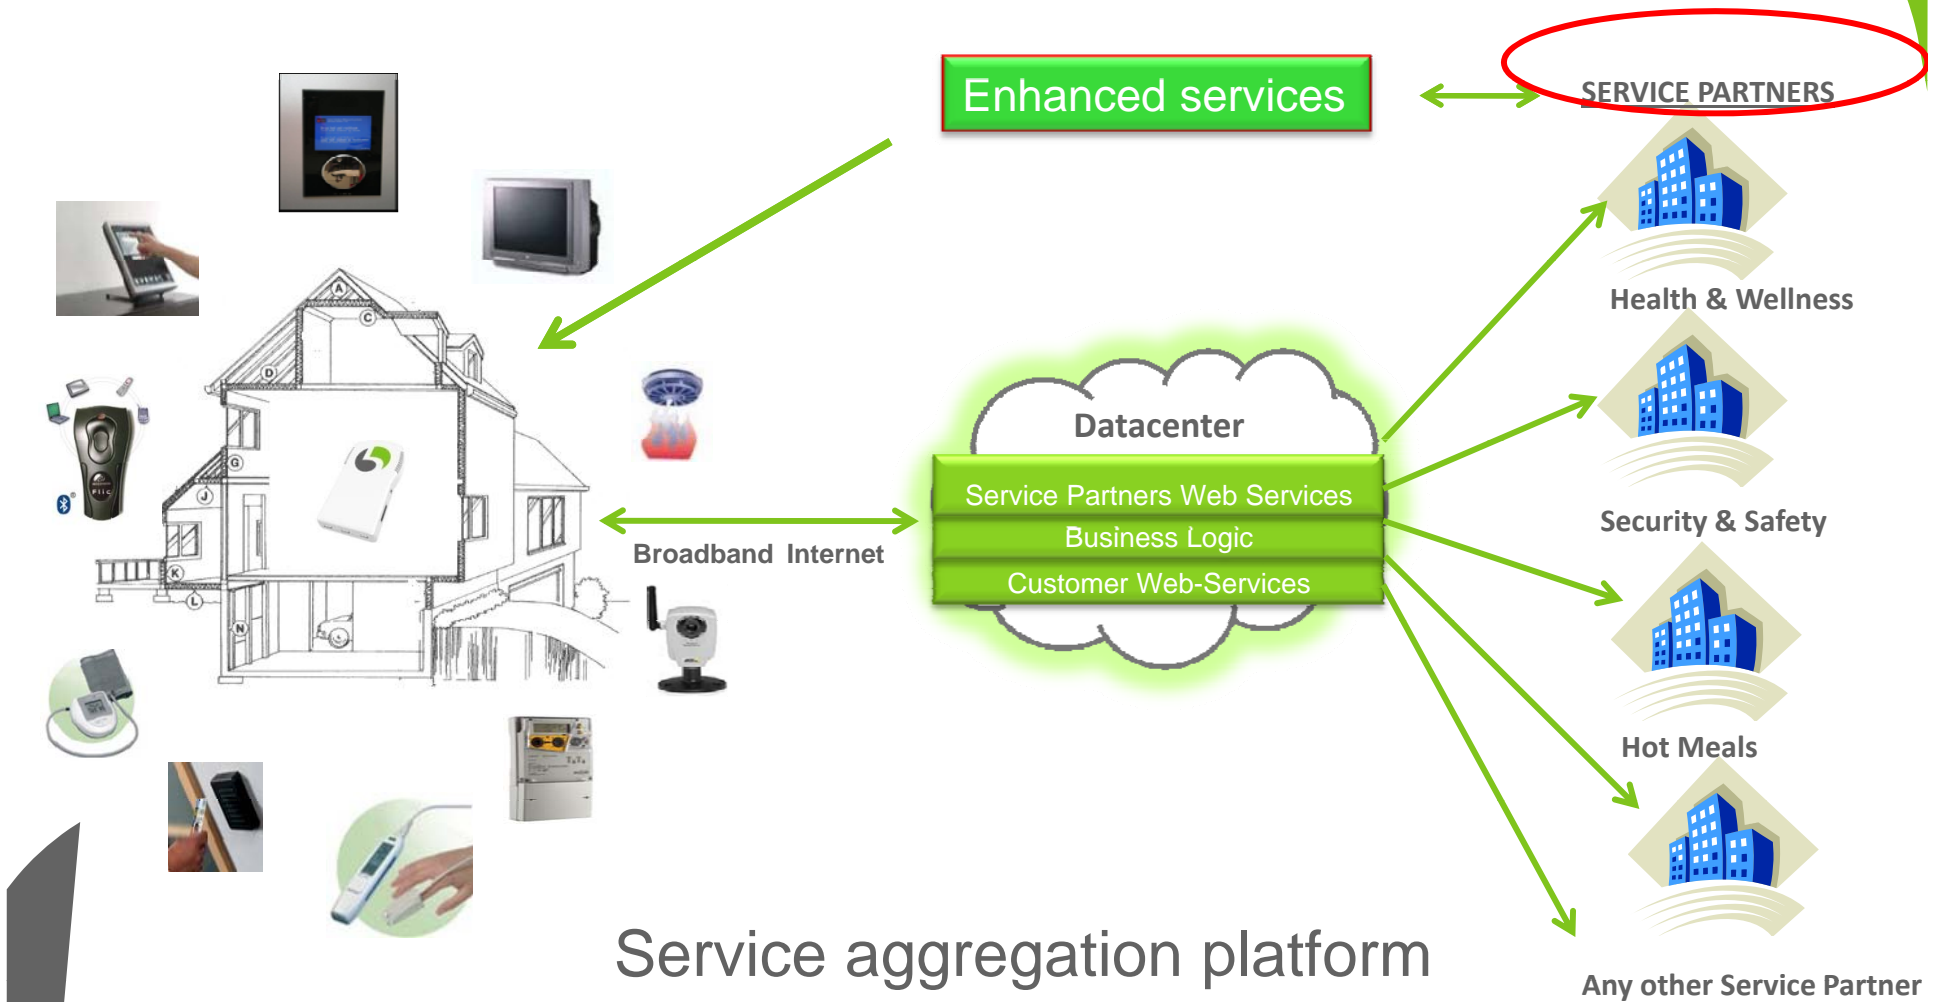 Enhanced services
SERVICE PARTNERS
Health & Wellness
Security & Safety
Hot Meals
Any other Service Partner
Datacenter
Service Partners Web Services
Business Logic
Customer Web-Services
Broadband Internet
A
C
D
G
J
K
L
N
Flic
Service aggregation platform